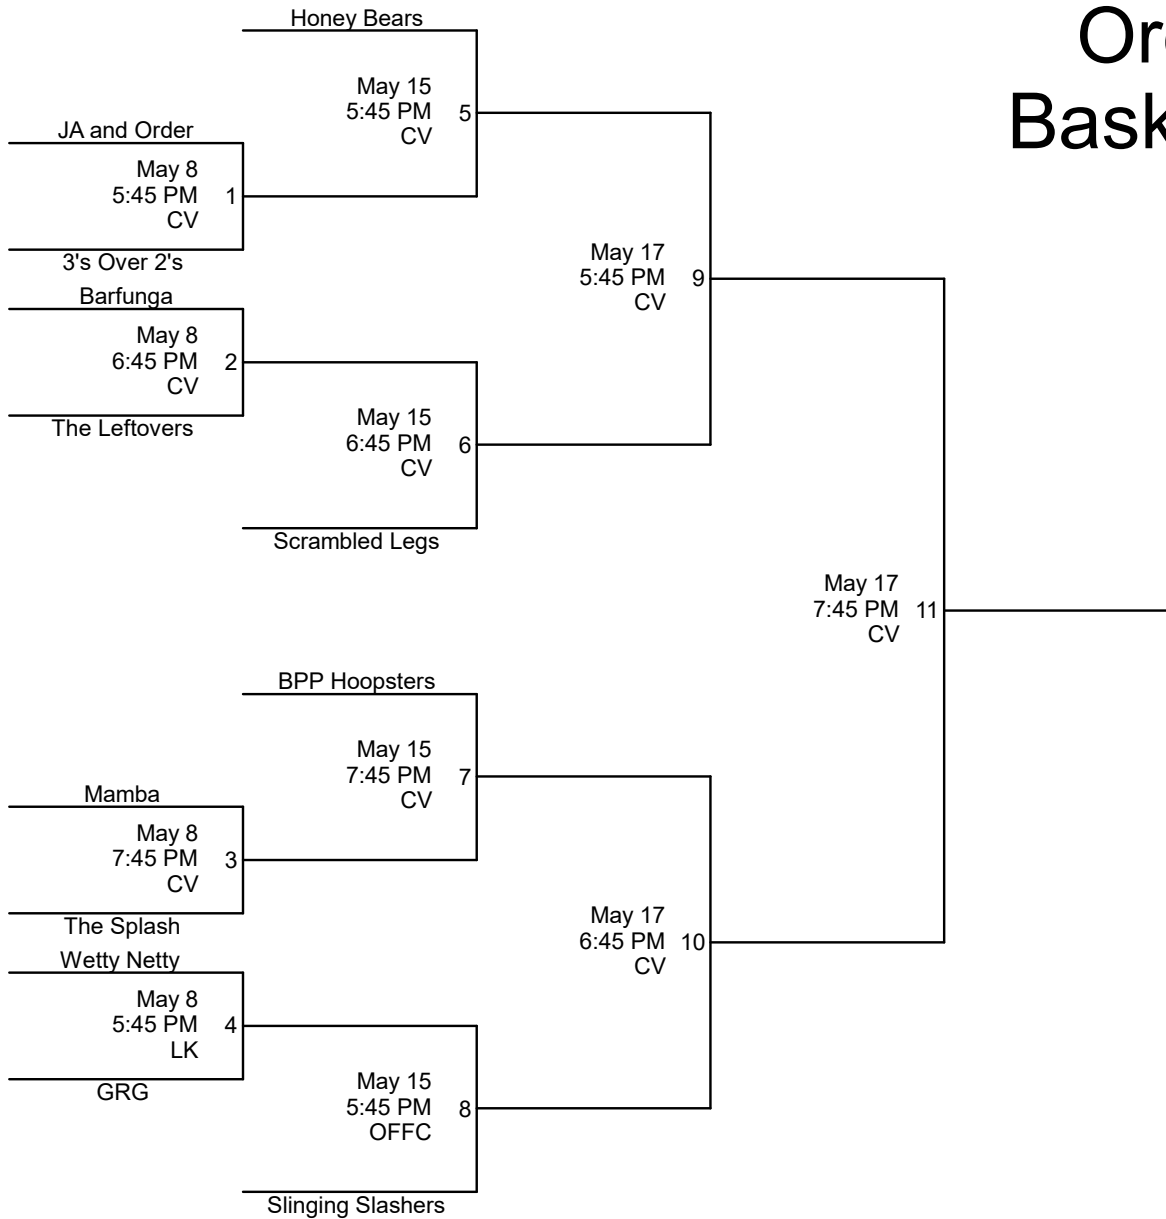 Honey Bears
May 15
5:45 PM
CV
5
JA and Order
May 8
5:45 PM
CV
1
3's Over 2's
Barfunga
May 8
6:45 PM
CV
2
The Leftovers
May 15
6:45 PM
CV
6
Scrambled Legs
May 17
5:45 PM
CV
9
May 17
7:45 PM
CV
11
BPP Hoopsters
May 15
7:45 PM
CV
7
Mamba
May 8
7:45 PM
CV
3
The Splash
Wetty Netty
May 8
5:45 PM
LK
4
GRG
May 15
5:45 PM
OFFC
8
Slinging Slashers
May 17
6:45 PM
CV
10